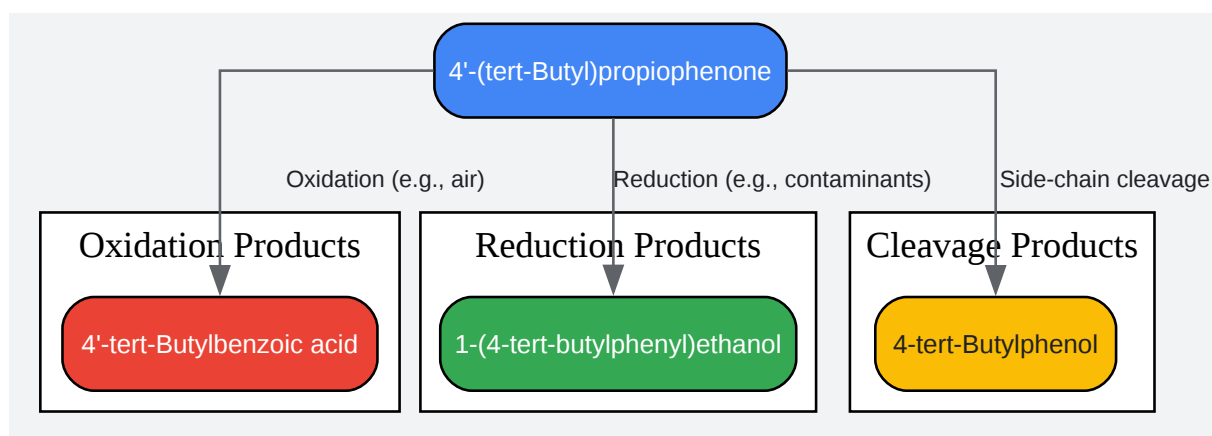 4'-(tert-Butyl)propiophenone
Oxidation (e.g., air)
Reduction (e.g., contaminants)
Side-chain cleavage
Oxidation Products
Reduction Products
Cleavage Products
4'-tert-Butylbenzoic acid
1-(4-tert-butylphenyl)ethanol
4-tert-Butylphenol